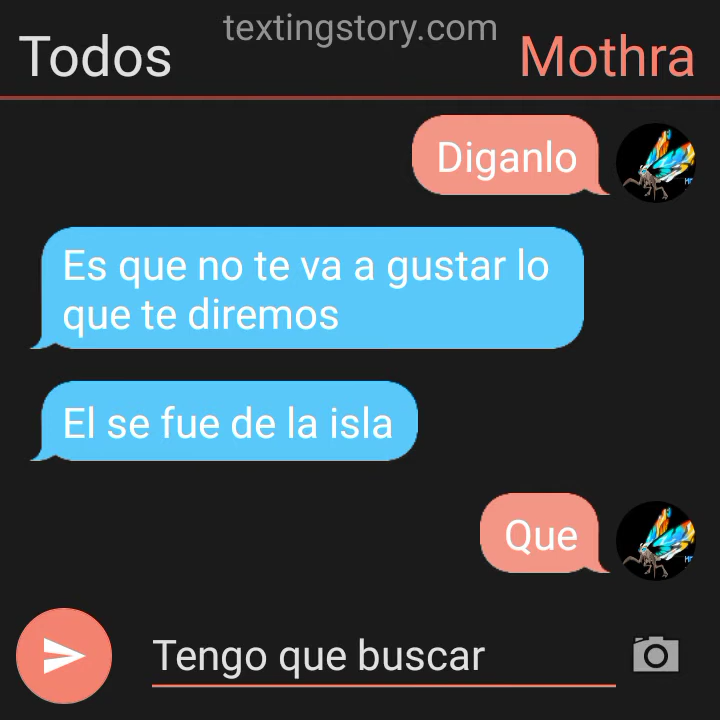 textingstory.com
Todos
Mothra
Diganlo
Es que no te va a gustar lo
que te diremos
El se fue de la isla
Que
Tengo que buscar